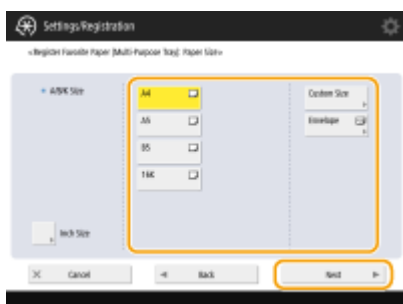 Settings/Registration
<Register Favorite Paper (Multi-Purpose Tray): Paper Size>
A/B/K Size
A4
A5
B5
16K
Custom Size
Envelope
Inch Size
Cancel
Back
Next